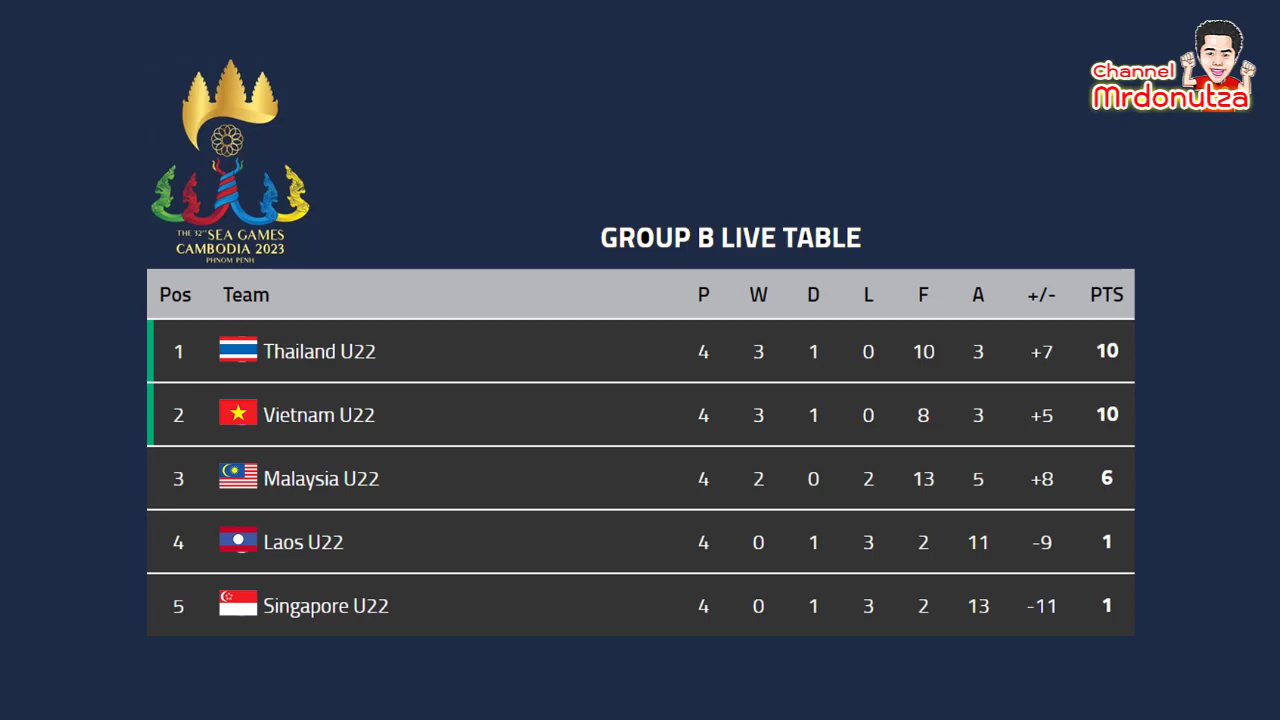 Channel
Mrdonutza
THE 32ND SEA GAMES
CAMBODIA 2023
PHNOM PENH
GROUP B LIVE TABLE
Pos Team P W D L F A +/- PTS
1 Thailand U22 4 3 1 0 10 3 +7 10
2 Vietnam U22 4 3 1 0 8 3 +5 10
3 Malaysia U22 4 2 0 2 13 5 +8 6
4 Laos U22 4 0 1 3 2 11 -9 1
5 Singapore U22 4 0 1 3 2 13 -11 1